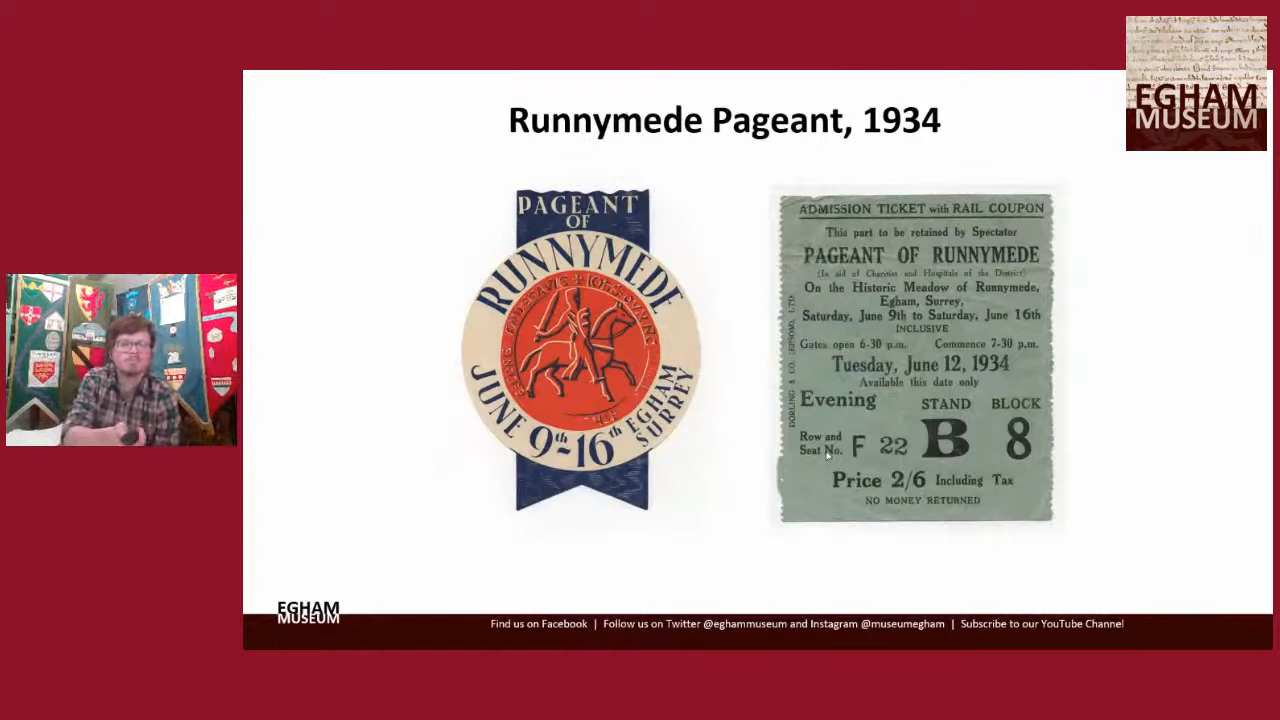 EGHAM
MUSEUM
Runnymede Pageant, 1934
PAGEANT
OF
RUNNYMEDE
JUNE 9th-16th EGHAM
SURREY
ADMISSION TICKET with RAIL COUPON
This part to be retained by Spectator
PAGEANT OF RUNNYMEDE
(In aid of Charities and Hospitals of the District)
On the Historic Meadow of Runnymede,
Egham, Surrey,
Saturday, June 9th to Saturday, June 16th
INCLUSIVE
Gates open 6-30 p.m. Commence 7-30 p.m.
Tuesday, June 12, 1934
Available this date only
Evening STAND BLOCK
Row and
Seat No. F 22 B 8
Price 2/6 Including Tax
NO MONEY RETURNED
EGHAM
MUSEUM
Find us on Facebook | Follow us on Twitter @eghammuseum and Instagram @museumegham | Subscribe to our YouTube Channel